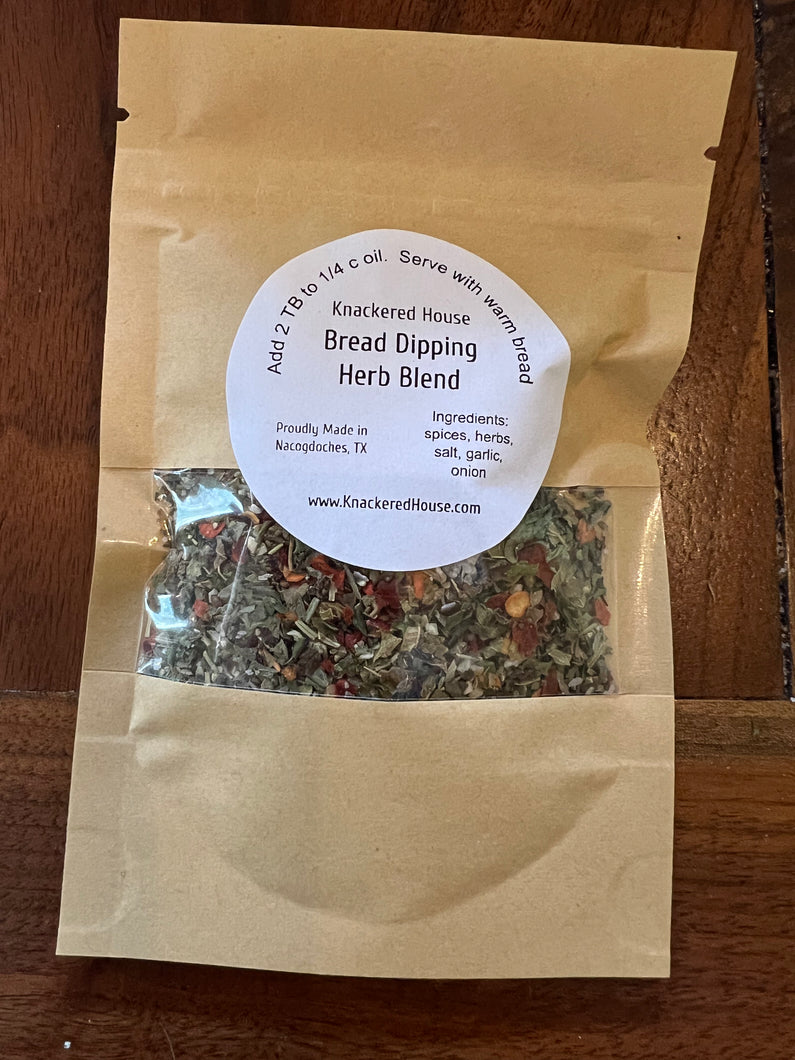 Add 2 TB to 1/4 c oil. Serve with warm bread
Knackered House
Bread Dipping
Herb Blend
Proudly Made in
Nacogdoches, TX
Ingredients:
spices, herbs,
salt, garlic,
onion
www.KnackeredHouse.com